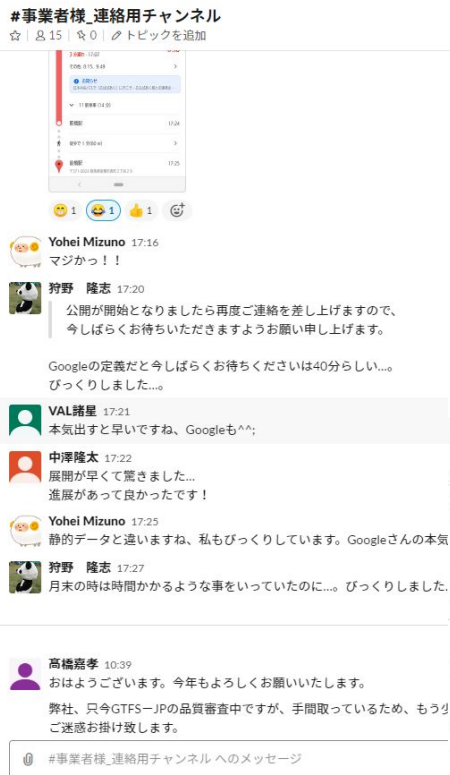 #事業者様_連絡用チャンネル
15 0 トピックを追加
17:24
17:25
1 1 1
Yohei Mizuno 17:16
マジかっ！！
狩野 隆志 17:20
公開が開始となりましたら再度ご連絡を差し上げますので、
今しばらくお待ちいただきますようお願い申し上げます。
Googleの定義だと今しばらくお待ちくださいは40分らしい…。
びっくりしました…。
VAL諸星 17:21
本気出すと早いですね、Googleも^^;
中澤隆太 17:22
展開が早くて驚きました…
進展があって良かったです！
Yohei Mizuno 17:25
静的データと違いますね、私もびっくりしています。Googleさんの本気
狩野 隆志 17:27
月末の時は時間かかるような事をいっていたのに…。びっくりしました.
髙橋嘉孝 10:39
おはようございます。今年もよろしくお願いいたします。
弊社、只今GTFSーJPの品質審査中ですが、手間取っているため、もう少
ご迷惑お掛け致します。
#事業者様_連絡用チャンネル へのメッセージ